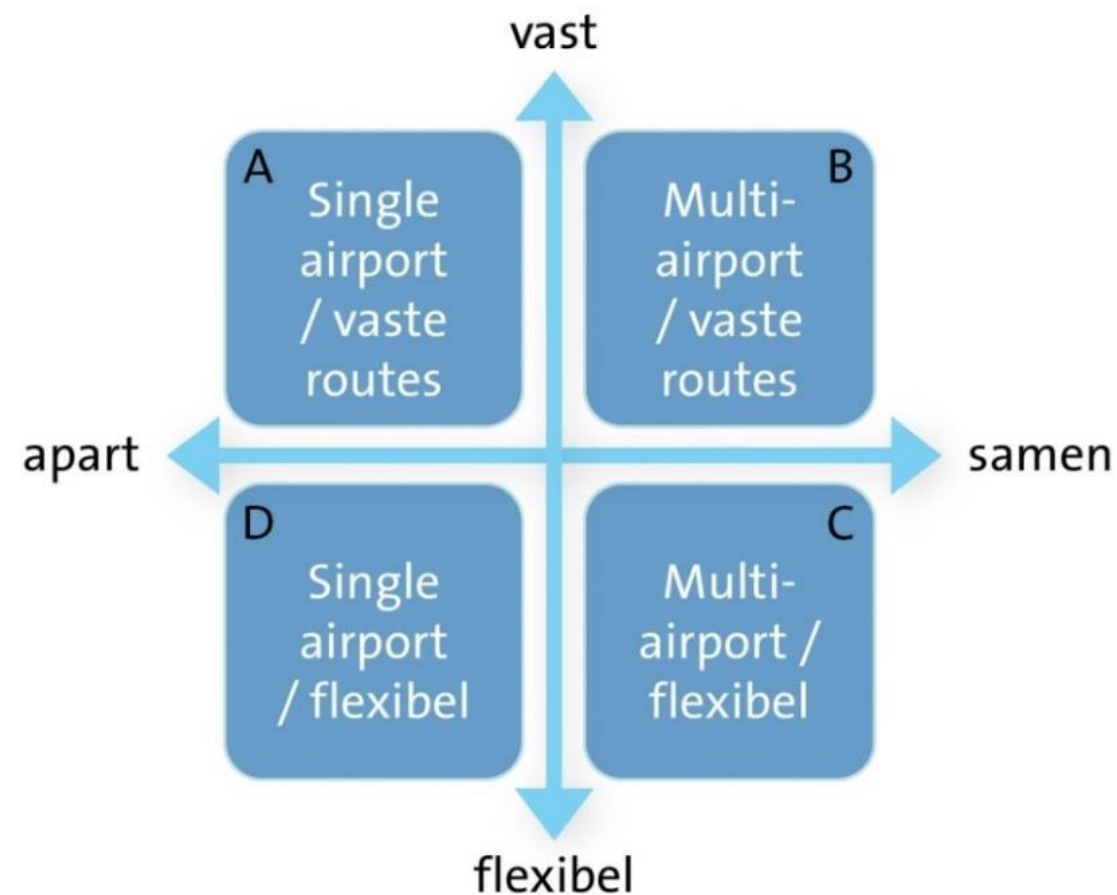 vast
A
Single
airport
/ vaste
routes
B
Multi-
airport
/ vaste
routes
apart
samen
D
Single
airport
/ flexibel
C
Multi-
airport /
flexibel
flexibel